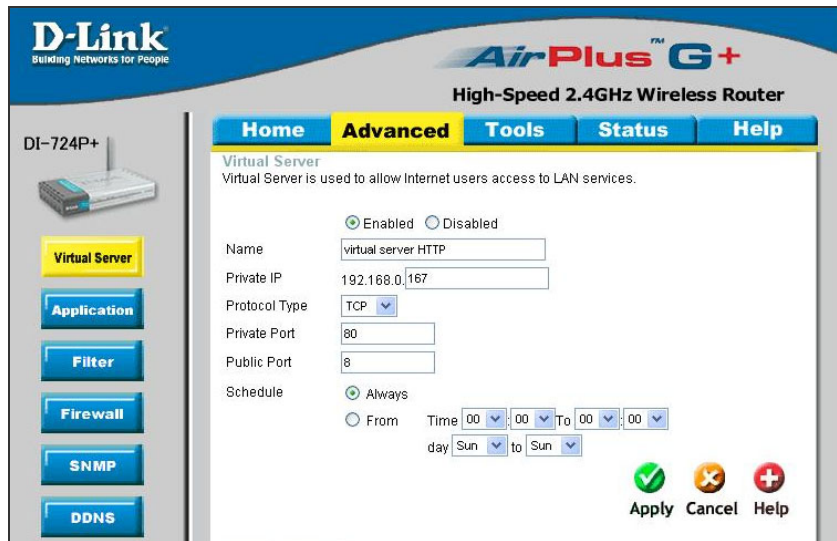 D-Link
Building Networks for People
AirPlus™ G+
High-Speed 2.4GHz Wireless Router
DI-724P+
Home Advanced Tools Status Help
Virtual Server
Application
Filter
Firewall
SNMP
DDNS
Virtual Server
Virtual Server is used to allow Internet users access to LAN services.
Enabled Disabled
Name virtual server HTTP
Private IP 192.168.0. 167
Protocol Type TCP
Private Port 80
Public Port 8
Schedule Always
From Time 00 : 00 To 00 : 00
day Sun to Sun
Apply Cancel Help